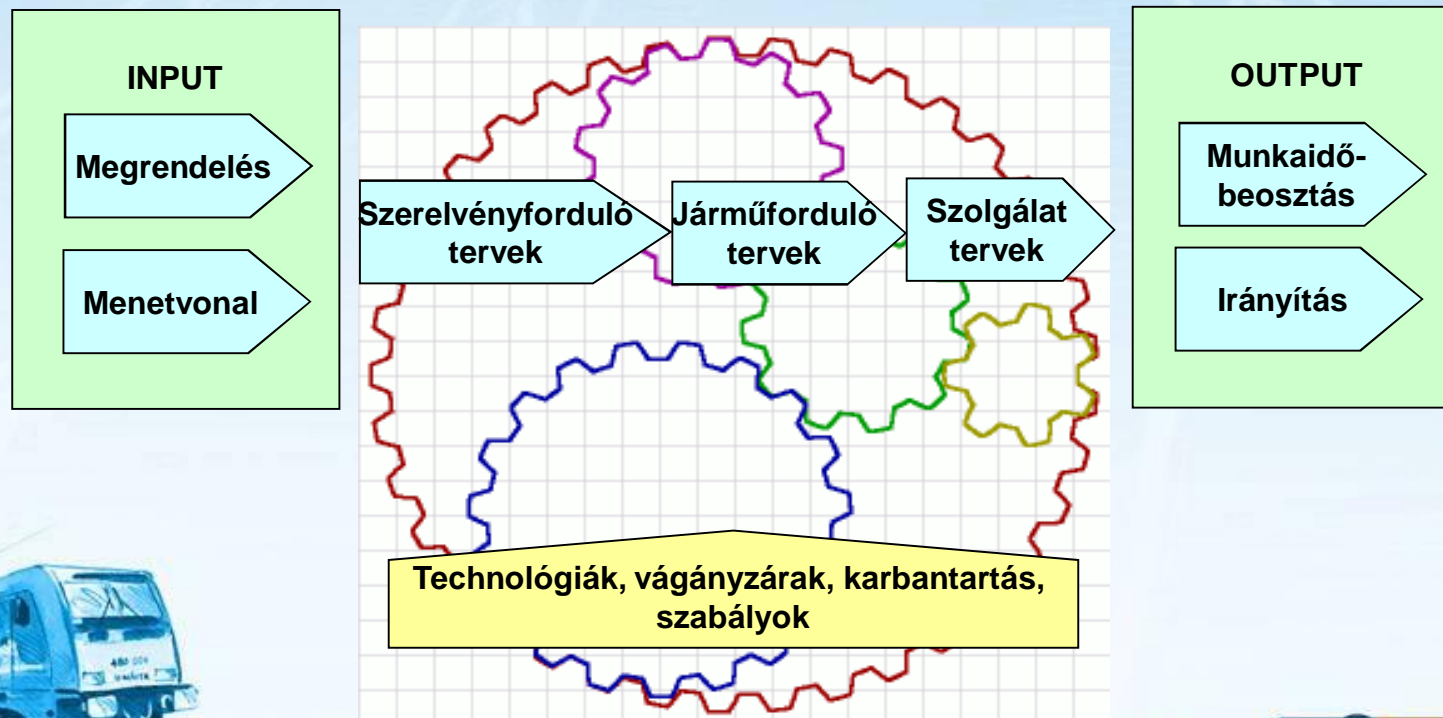 INPUT
Megrendelés
Menetvonal
Szerelvényforduló
tervek
Járműforduló
tervek
Szolgálat
tervek
OUTPUT
Munkaidő-
beosztás
Irányítás
Technológiák, vágányzárak, karbantartás,
szabályok